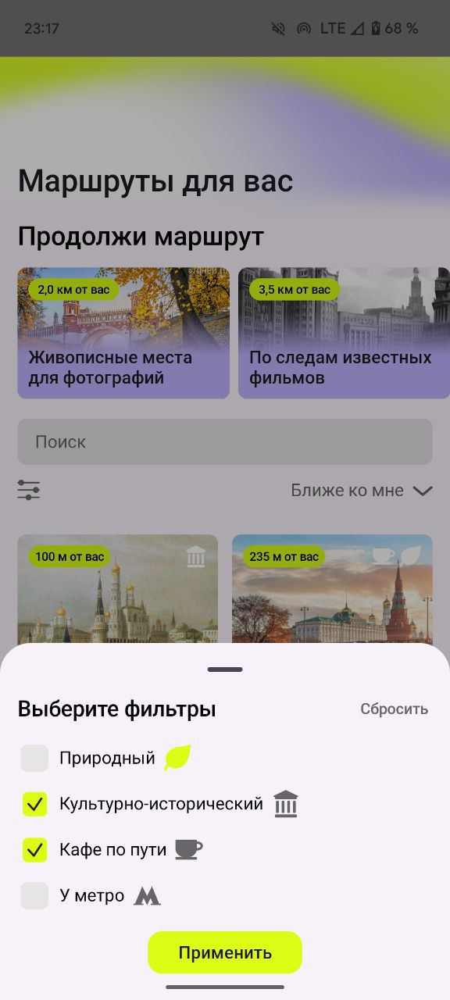 23:17
LTE 68 %
Маршруты для вас
Продолжи маршрут
2,0 км от вас
3,5 км от вас
Живописные места
для фотографий
По следам известных
фильмов
Поиск
Ближе ко мне
100 м от вас
235 м от вас
Выберите фильтры
Сбросить
Природный
Культурно-исторический
Кафе по пути
У метро
Применить